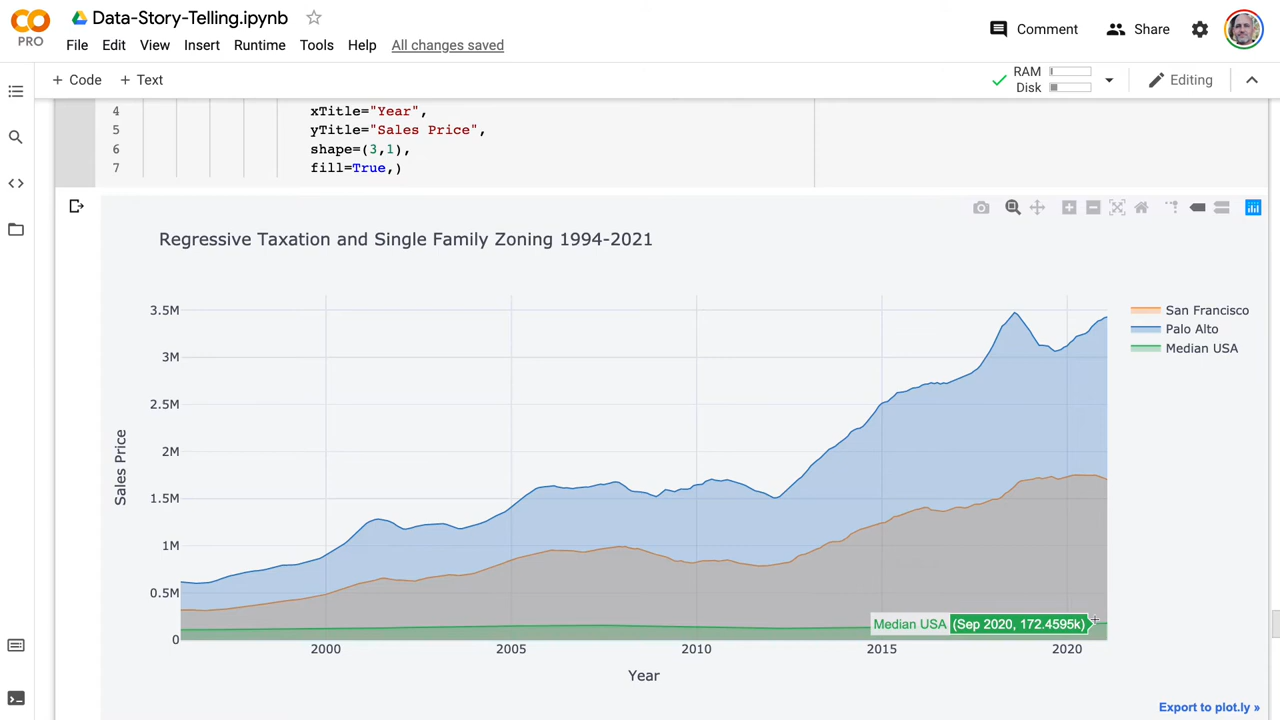 Data-Story-Telling.ipynb
PRO
File Edit View Insert Runtime Tools Help All changes saved
Comment Share
+ Code + Text
RAM
Disk
Editing
4 xTitle="Year",
5 yTitle="Sales Price",
6 shape=(3,1),
7 fill=True,)
Regressive Taxation and Single Family Zoning 1994-2021
3.5M
3M
2.5M
2M
1.5M
1M
0.5M
0
Sales Price
San Francisco
Palo Alto
Median USA
Median USA (Sep 2020, 172.4595k)
2000 2005 2010 2015 2020
Year
Export to plot.ly »